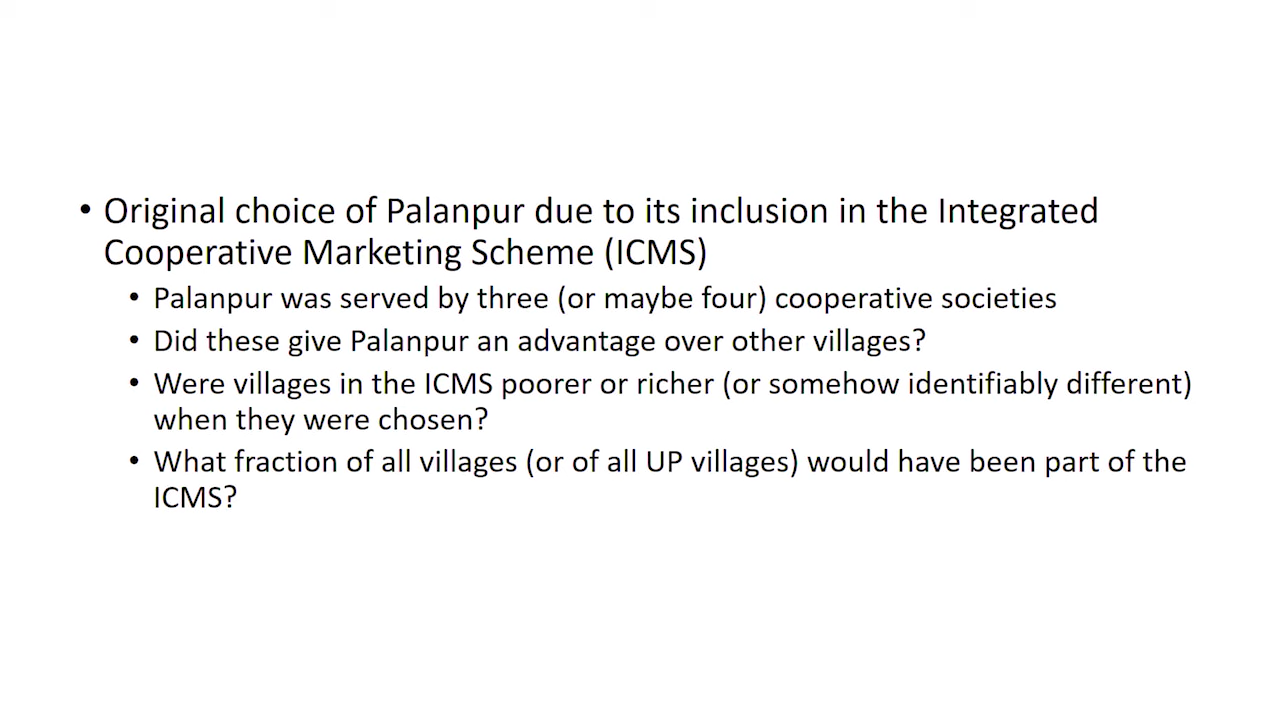 • Original choice of Palanpur due to its inclusion in the Integrated
Cooperative Marketing Scheme (ICMS)
• Palanpur was served by three (or maybe four) cooperative societies
• Did these give Palanpur an advantage over other villages?
• Were villages in the ICMS poorer or richer (or somehow identifiably different)
when they were chosen?
• What fraction of all villages (or of all UP villages) would have been part of the
ICMS?